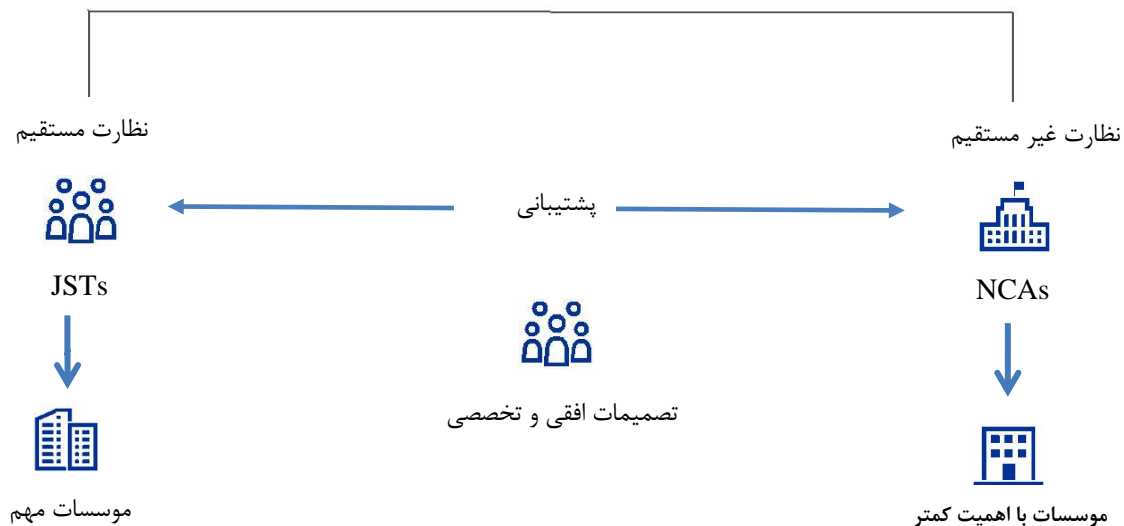 نظارت غیر مستقیم
نظارت مستقیم
پشتیبانی
NCAs
JSTs
تصمیمات افقی و تخصصی
موسسات با اهمیت کمتر
موسسات مهم